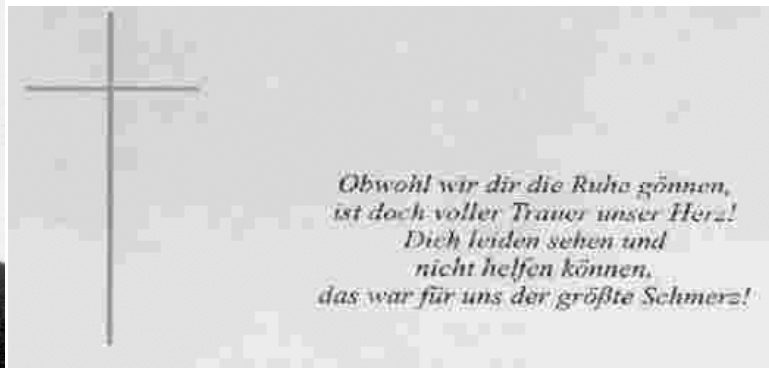 Obwohl wir dir die Ruhe gönnen,
ist doch voller Trauer unser Herz!
Dich leiden sehen und
nicht helfen können,
das war für uns der größte Schmerz!